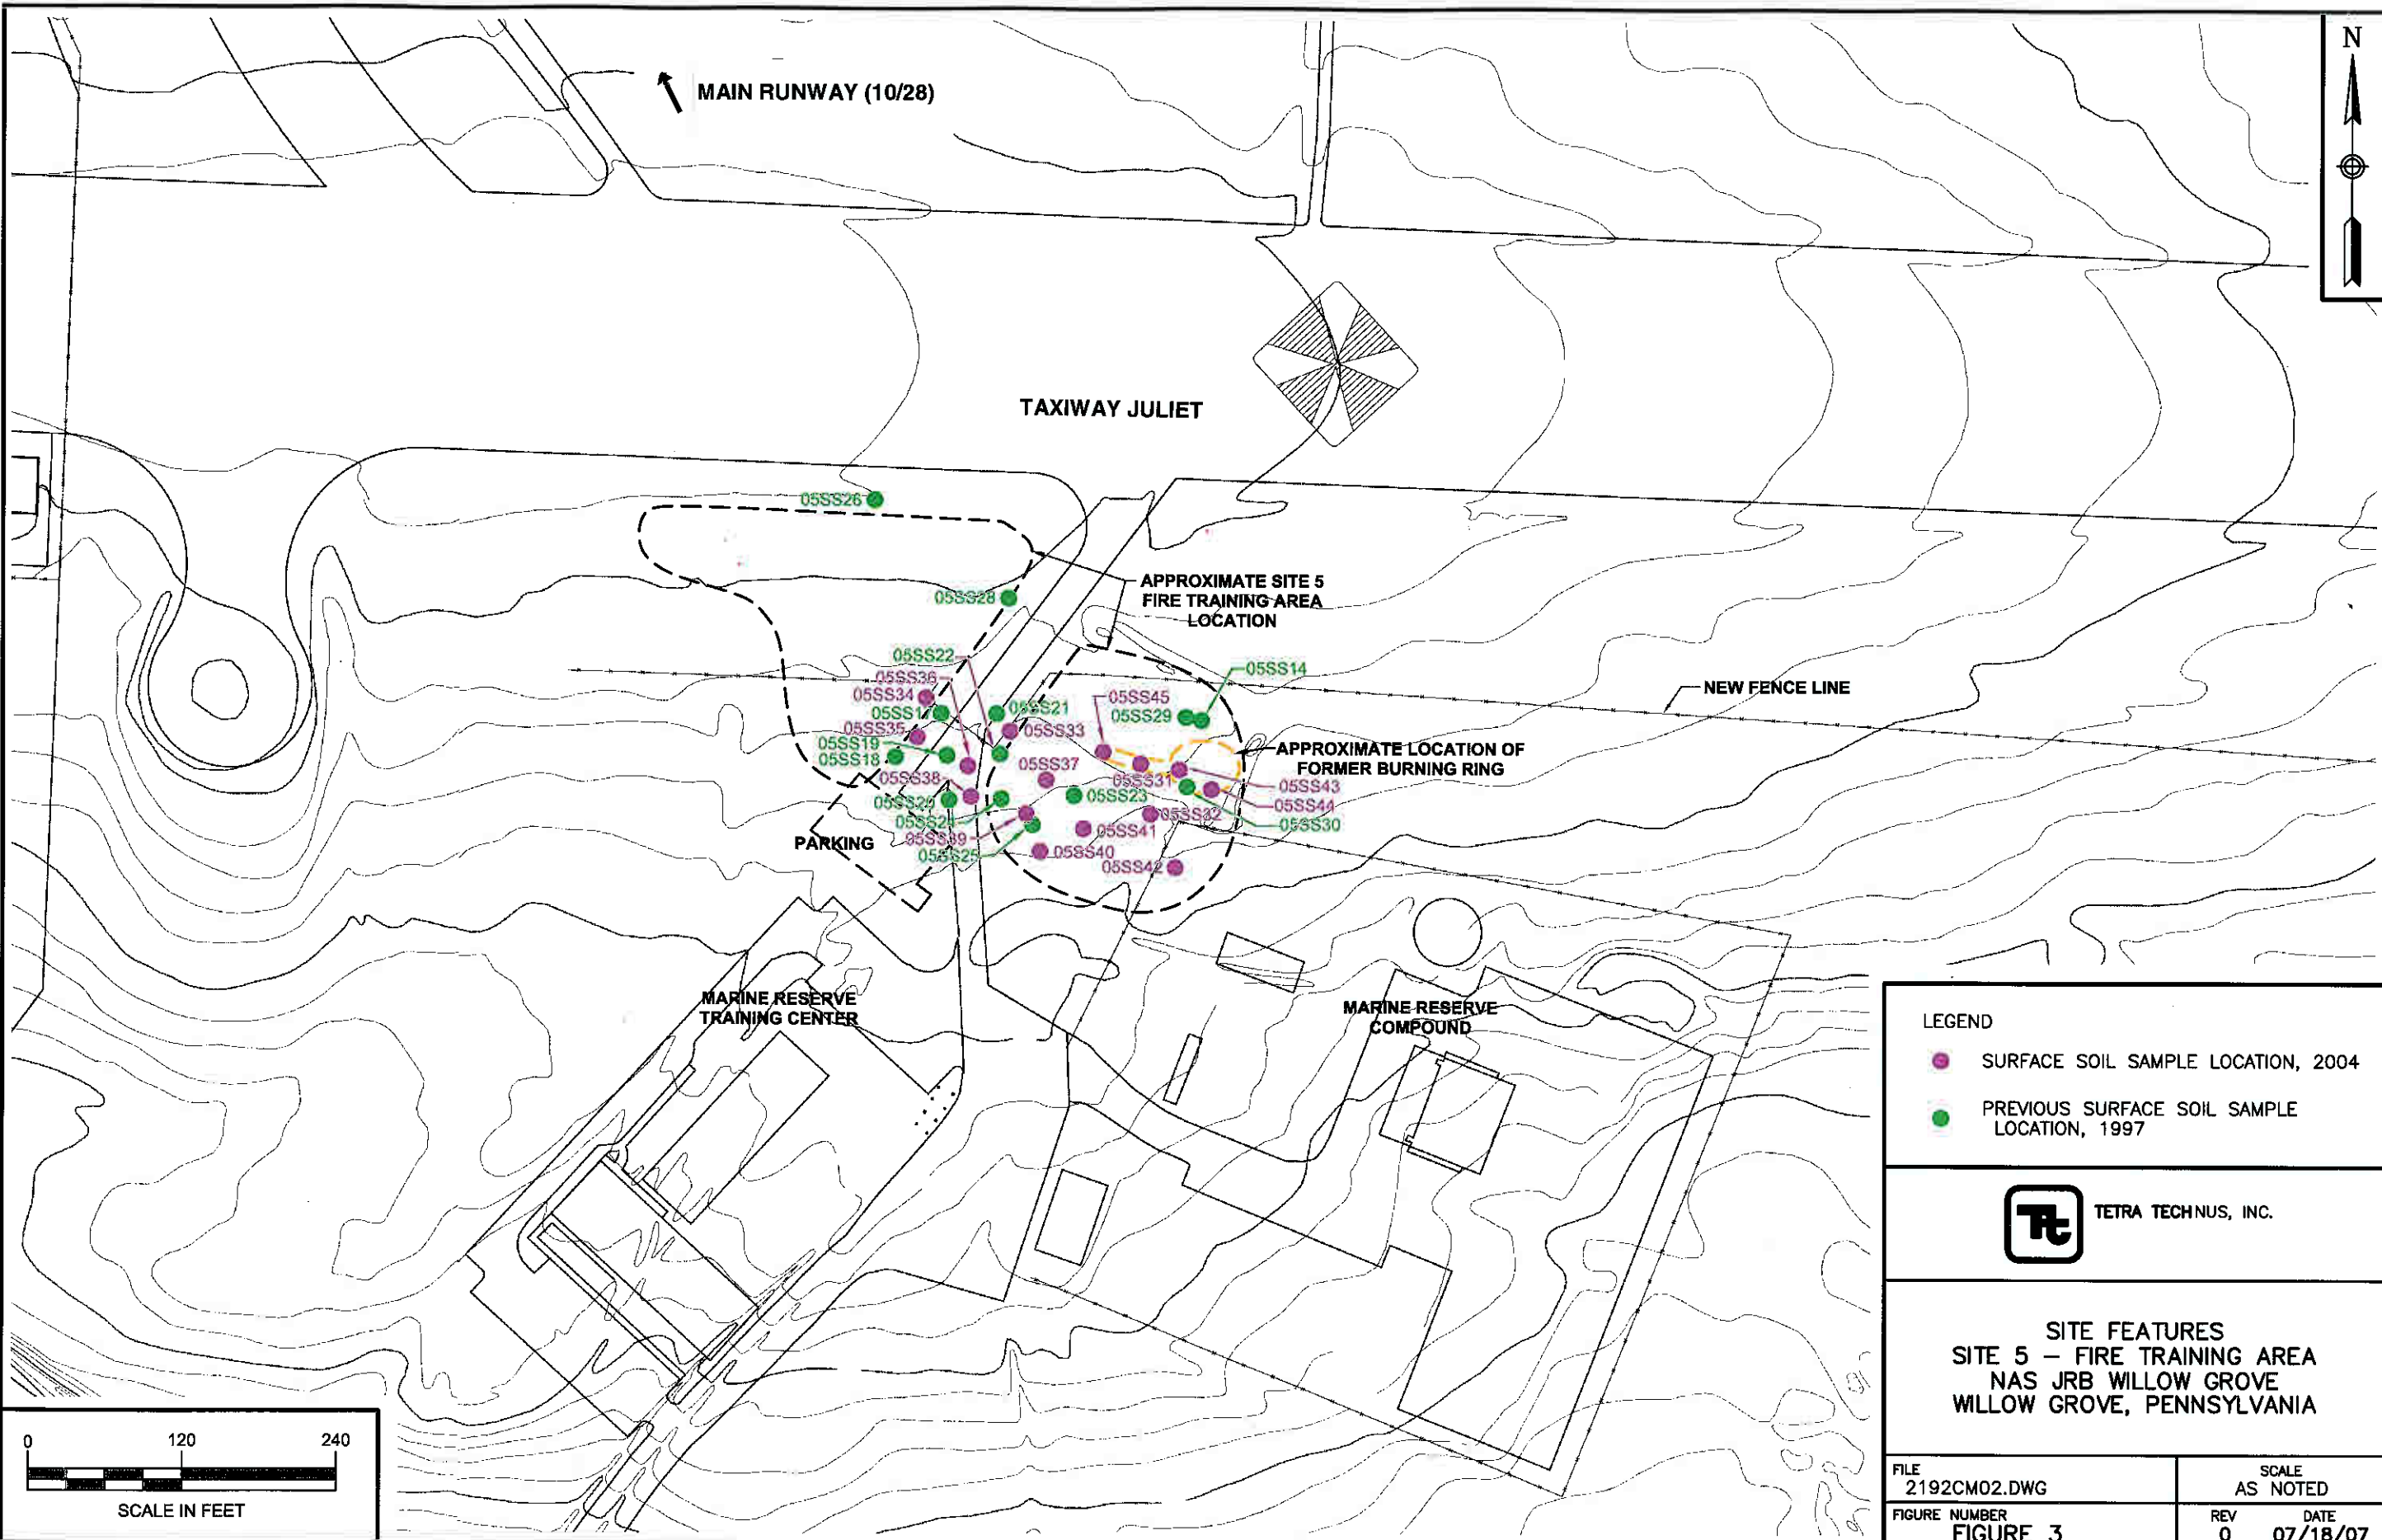 N
MAIN RUNWAY (10/28)
TAXIWAY JULIET
05SS26
APPROXIMATE SITE 5
FIRE TRAINING AREA
LOCATION
05SS28
05SS22
05SS36
05SS34
05SS35
05SS19
05SS18
05SS38
05SS39
05SS25
05SS21
05SS33
05SS45
05SS14
05SS29
NEW FENCE LINE
APPROXIMATE LOCATION OF
FORMER BURNING RING
05SS37
05SS31
05SS43
05SS44
05SS30
05SS23
05SS32
05SS41
05SS40
05SS42
PARKING
MARINE RESERVE
TRAINING CENTER
MARINE RESERVE
COMPOUND
LEGEND
SURFACE SOIL SAMPLE LOCATION, 2004
PREVIOUS SURFACE SOIL SAMPLE
LOCATION, 1997
Tt
TETRA TECH NUS, INC.
SITE FEATURES
SITE 5 – FIRE TRAINING AREA
NAS JRB WILLOW GROVE
WILLOW GROVE, PENNSYLVANIA
FILE
2192CM02.DWG
SCALE
AS NOTED
FIGURE NUMBER
FIGURE 3
REV
0
DATE
07/18/07
0 120 240
SCALE IN FEET